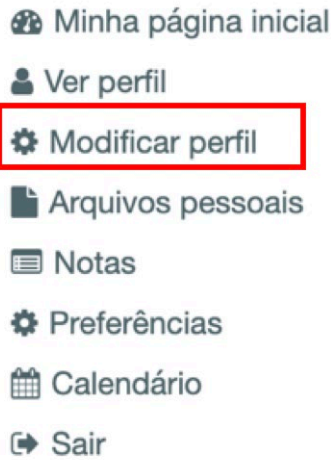 Minha página inicial
Ver perfil
Modificar perfil
Arquivos pessoais
Notas
Preferências
Calendário
Sair